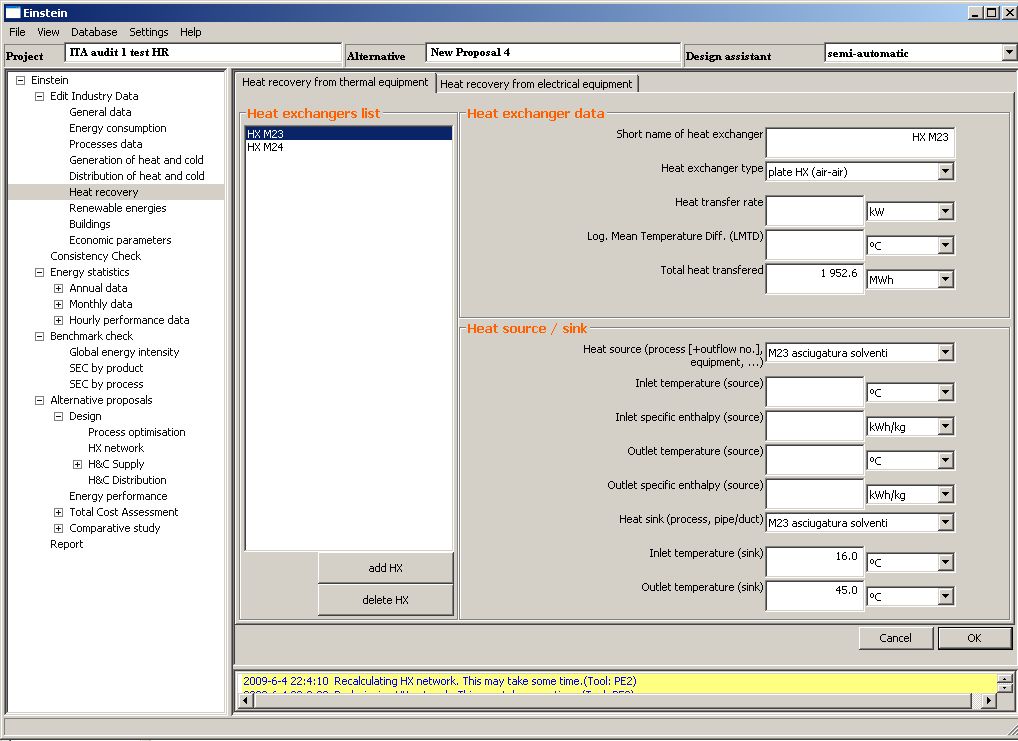 Einstein
File View Database Settings Help
Project ITA audit 1 test HR Alternative New Proposal 4 Design assistant semi-automatic
Einstein
Edit Industry Data
General data
Energy consumption
Processes data
Generation of heat and cold
Distribution of heat and cold
Heat recovery
Renewable energies
Buildings
Economic parameters
Consistency Check
Energy statistics
Annual data
Monthly data
Hourly performance data
Benchmark check
Global energy intensity
SEC by product
SEC by process
Alternative proposals
Design
Process optimisation
HX network
H&C Supply
H&C Distribution
Energy performance
Total Cost Assessment
Comparative study
Report
Heat recovery from thermal equipment Heat recovery from electrical equipment
Heat exchangers list
HX M23
HX M24
add HX
delete HX
Heat exchanger data
Short name of heat exchanger HX M23
Heat exchanger type plate HX (air-air)
Heat transfer rate kW
Log. Mean Temperature Diff. (LMTD) ºC
Total heat transfered 1 952.6 MWh
Heat source / sink
Heat source (process [+outflow no.],
equipment, ...) M23 asciugatura solventi
Inlet temperature (source) ºC
Inlet specific enthalpy (source) kWh/kg
Outlet temperature (source) ºC
Outlet specific enthalpy (source) kWh/kg
Heat sink (process, pipe/duct) M23 asciugatura solventi
Inlet temperature (sink) 16.0 ºC
Outlet temperature (sink) 45.0 ºC
Cancel OK
2009-6-4 22:4:10 Recalculating HX network. This may take some time.(Tool: PE2)